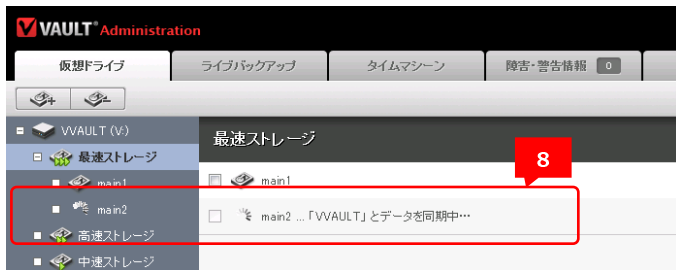 VAULT® Administration
仮想ドライブ ライブバックアップ タイムマシーン 障害・警告情報 0
VVAULT (V:)
最速ストレージ
最速ストレージ
8
main1
main1
main2
main2 ... 「VVAULT」とデータを同期中…
高速ストレージ
中速ストレージ